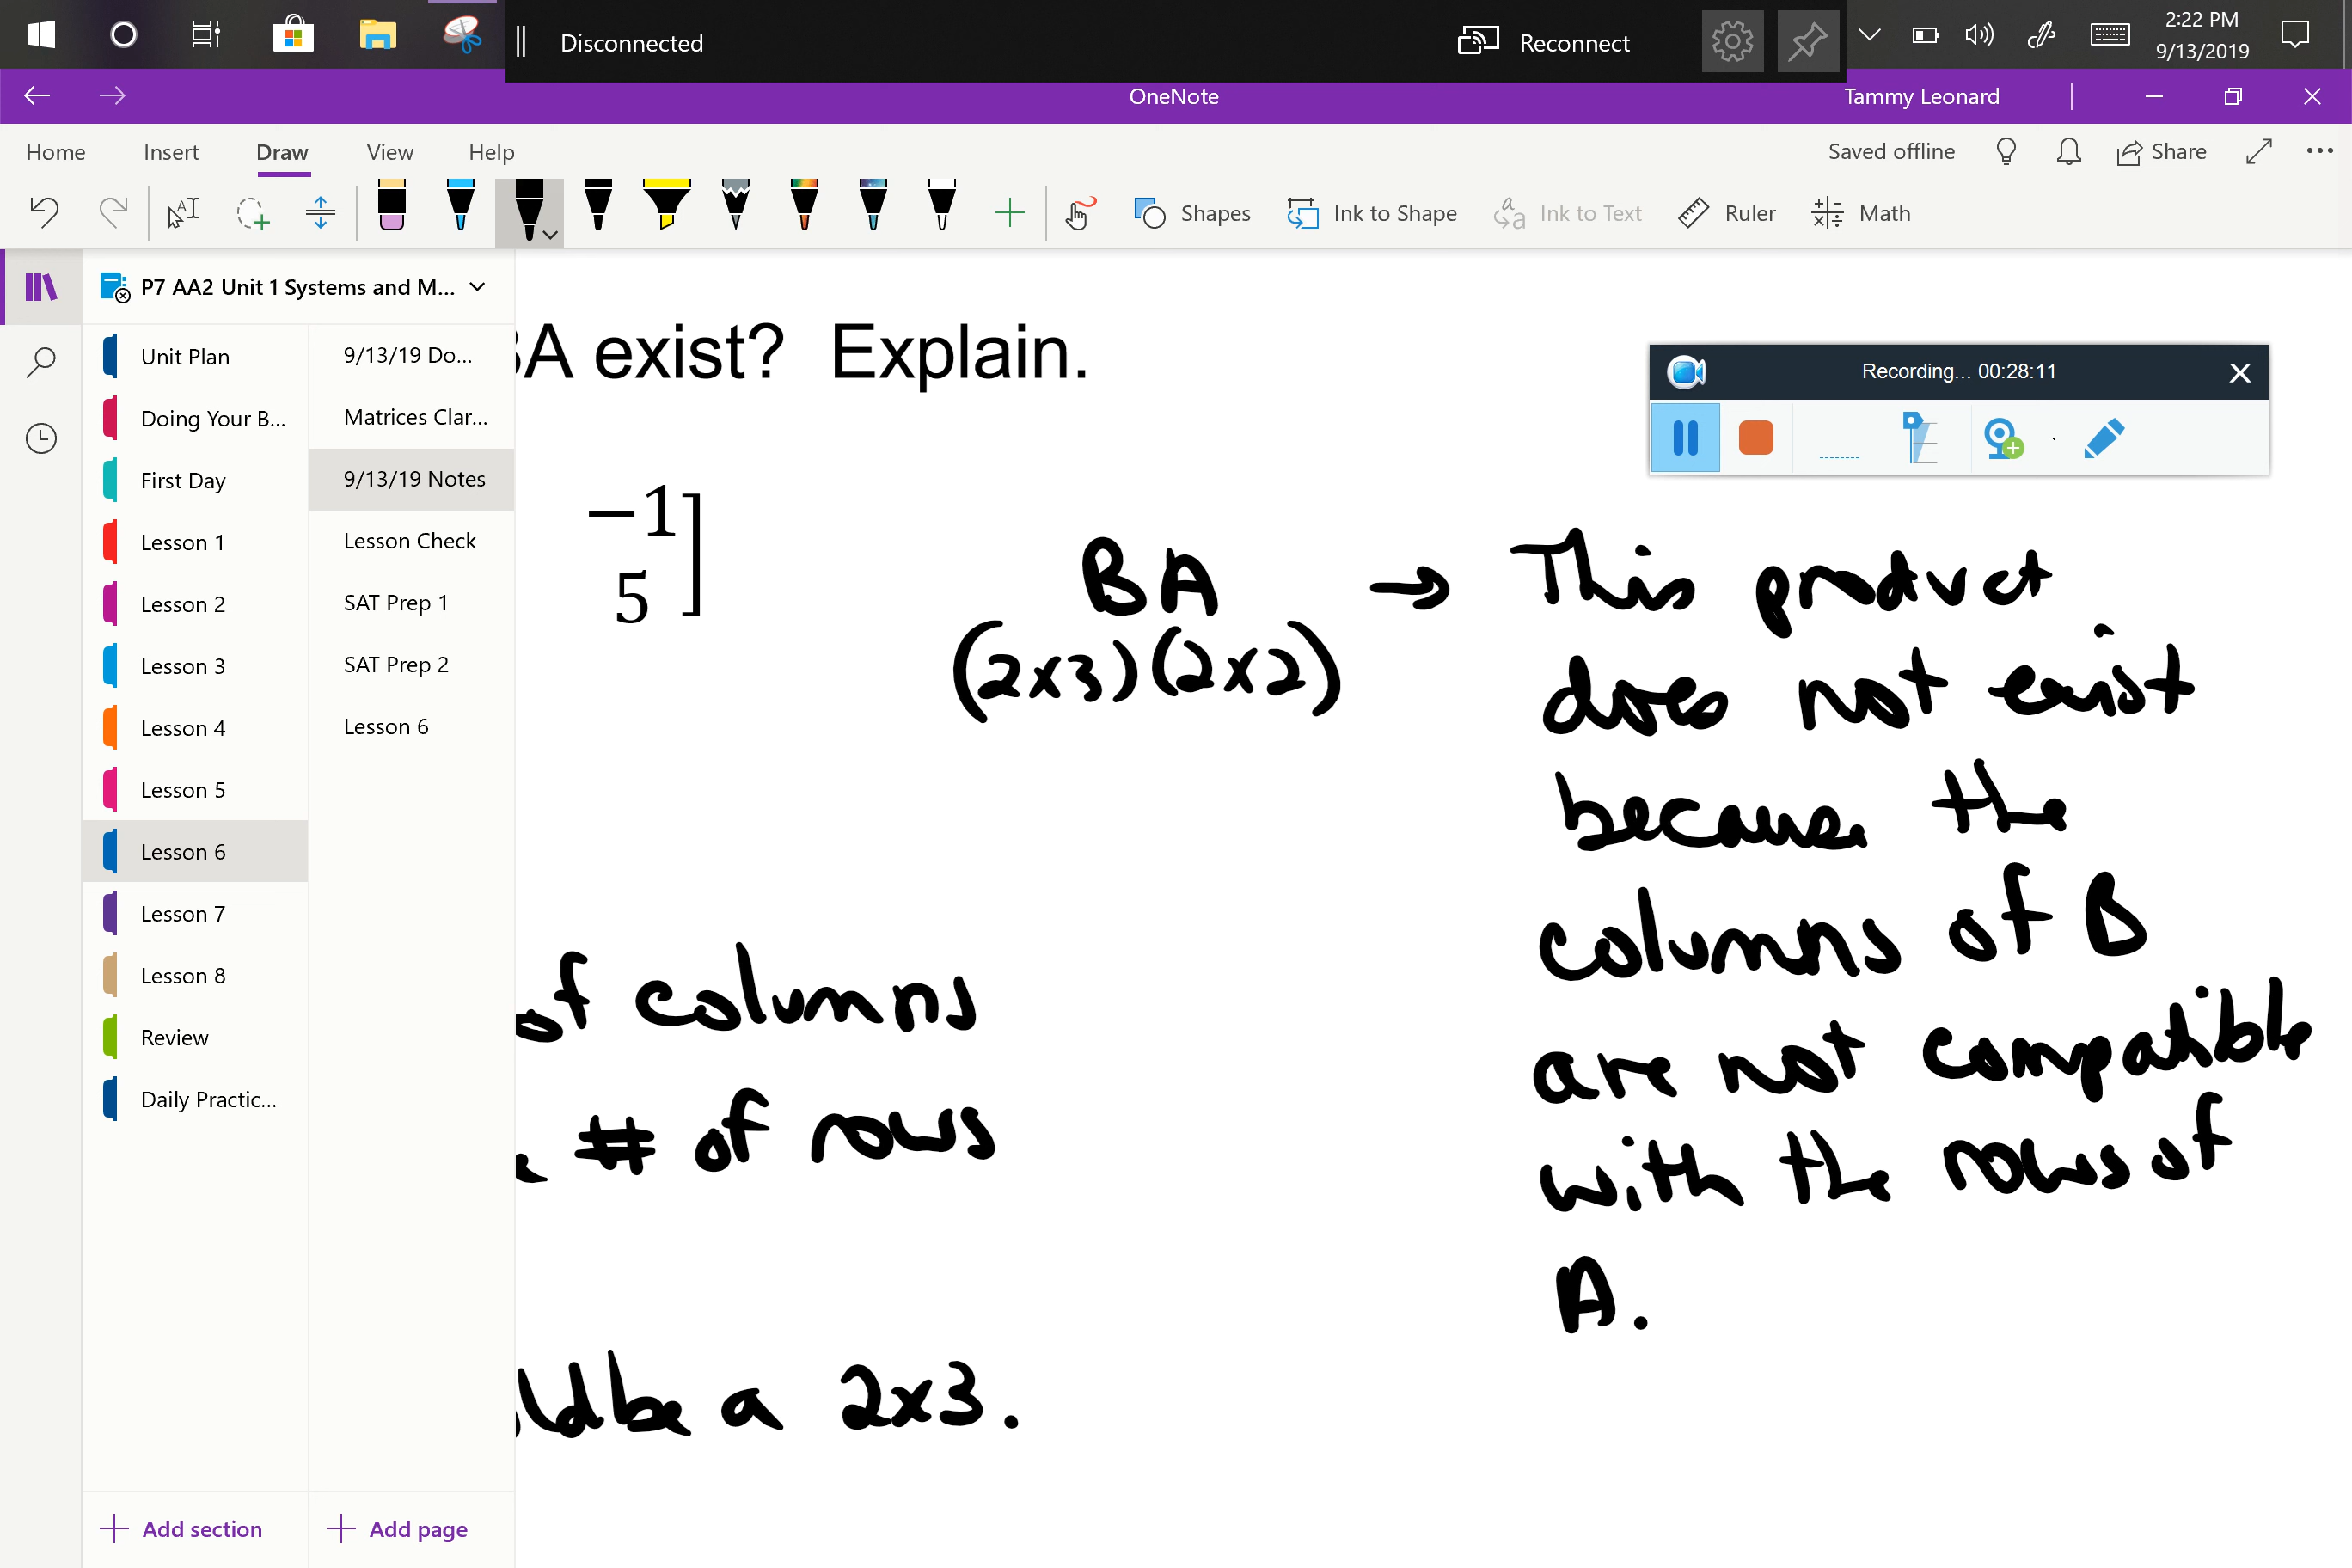 Disconnected
Reconnect
2:22 PM
9/13/2019
OneNote
Tammy Leonard
Home Insert Draw View Help
Saved offline
Share
Shapes
Ink to Shape
Ink to Text
Ruler
Math
P7 AA2 Unit 1 Systems and M...
Unit Plan
Doing Your B...
First Day
Lesson 1
Lesson 2
Lesson 3
Lesson 4
Lesson 5
Lesson 6
Lesson 7
Lesson 8
Review
Daily Practic...
Add section
9/13/19 Do...
Matrices Clar...
9/13/19 Notes
Lesson Check
SAT Prep 1
SAT Prep 2
Lesson 6
Add page
BA exist? Explain.
Recording... 00:28:11
−1
5]
BA →
(2x3)(2x2)
This product
does not exist
because the
columns of B
are not compatible
with the rows of
A.
of columns
# of rows
be a 2x3.